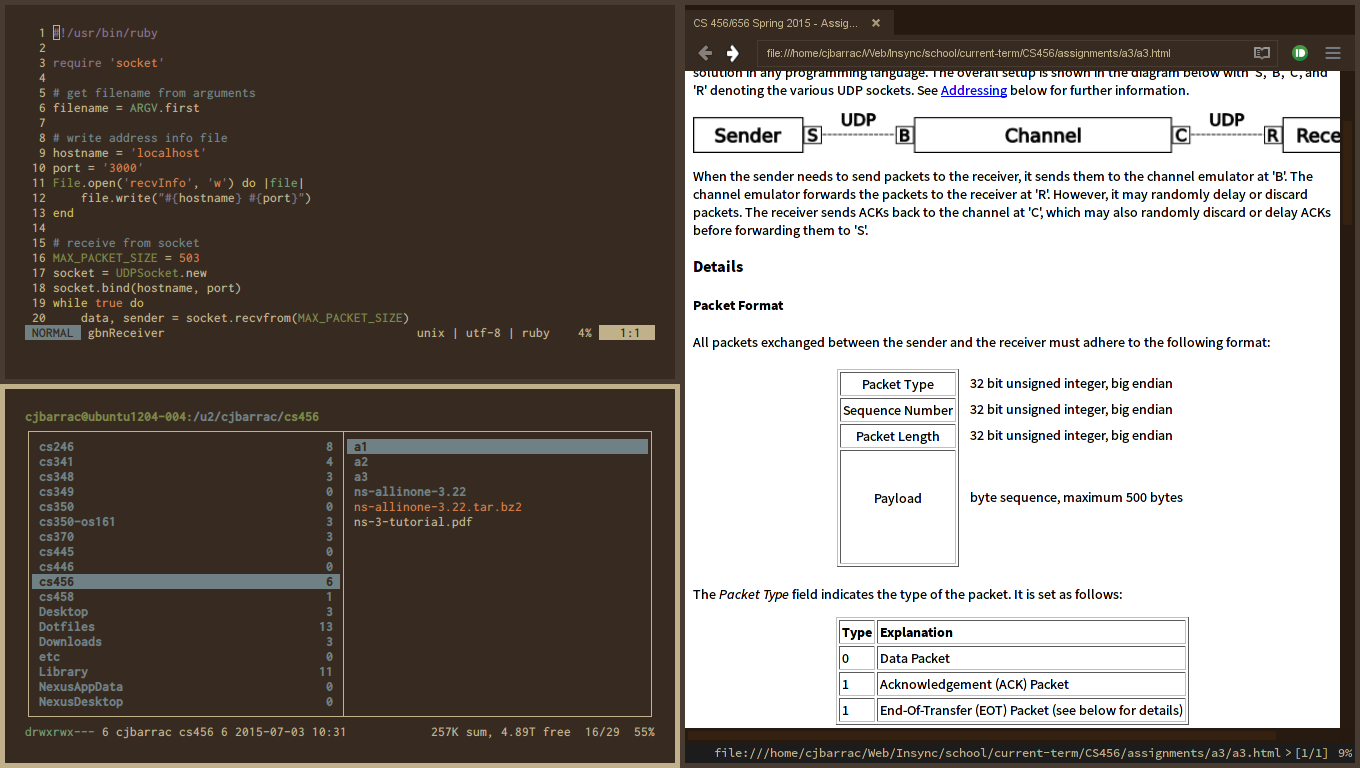 1 #!/usr/bin/ruby
2
3 require 'socket'
4
5 # get filename from arguments
6 filename = ARGV.first
7
8 # write address info file
9 hostname = 'localhost'
10 port = '3000'
11 File.open('recvInfo', 'w') do |file|
12     file.write("#{hostname} #{port}")
13 end
14
15 # receive from socket
16 MAX_PACKET_SIZE = 503
17 socket = UDPSocket.new
18 socket.bind(hostname, port)
19 while true do
20     data, sender = socket.recvfrom(MAX_PACKET_SIZE)
NORMAL gbnReceiver unix | utf-8 | ruby 4% 1:1
cjbarrac@ubuntu1204-004:/u2/cjbarrac/cs456
cs246 8
cs341 4
cs348 3
cs349 0
cs350 0
cs350-os161 3
cs370 3
cs445 0
cs446 0
cs456 6
cs458 1
Desktop 3
Dotfiles 13
Downloads 3
etc 0
Library 11
NexusAppData 0
NexusDesktop 0
a1
a2
a3
ns-allinone-3.22
ns-allinone-3.22.tar.bz2
ns-3-tutorial.pdf
drwxrwx--- 6 cjbarrac cs456 6 2015-07-03 10:31 257K sum, 4.89T free 16/29 55%
CS 456/656 Spring 2015 - Assig...
file:///home/cjbarrac/Web/Insync/school/current-term/CS456/assignments/a3/a3.html
solution in any programming language. The overall setup is shown in the diagram below with 'S', 'B', 'C', and
'R' denoting the various UDP sockets. See Addressing below for further information.
Sender S UDP B Channel C UDP R Rece
When the sender needs to send packets to the receiver, it sends them to the channel emulator at 'B'. The
channel emulator forwards the packets to the receiver at 'R'. However, it may randomly delay or discard
packets. The receiver sends ACKs back to the channel at 'C', which may also randomly discard or delay ACKs
before forwarding them to 'S'.
Details
Packet Format
All packets exchanged between the sender and the receiver must adhere to the following format:
Packet Type 32 bit unsigned integer, big endian
Sequence Number 32 bit unsigned integer, big endian
Packet Length 32 bit unsigned integer, big endian
Payload byte sequence, maximum 500 bytes
The Packet Type field indicates the type of the packet. It is set as follows:
Type Explanation
0 Data Packet
1 Acknowledgement (ACK) Packet
1 End-Of-Transfer (EOT) Packet (see below for details)
file:///home/cjbarrac/Web/Insync/school/current-term/CS456/assignments/a3/a3.html > [1/1] 9%